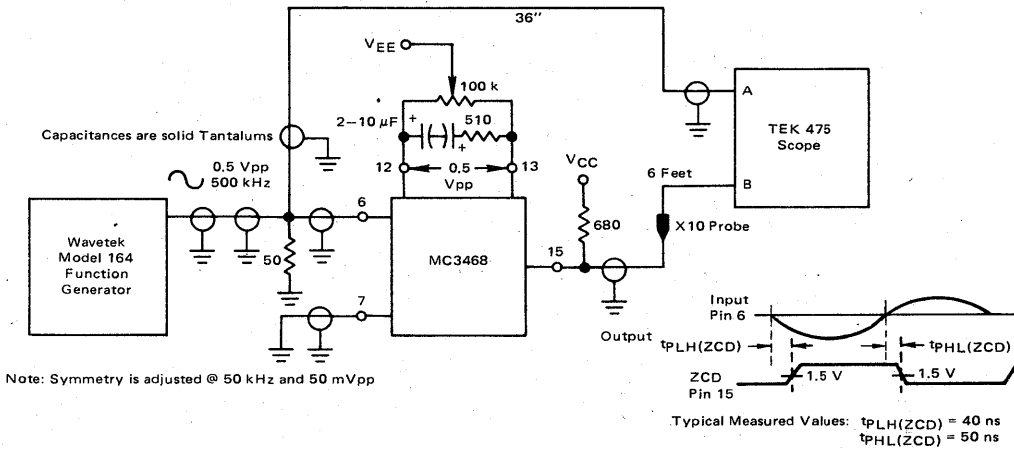 36"
VEE
100 k
2–10 µF
+
510
+
Capacitances are solid Tantalums
12
0.5
Vpp
13
0.5 Vpp
500 kHz
VCC
6 Feet
A
TEK 475
Scope
B
X10 Probe
680
Wavetek
Model 164
Function
Generator
6
50
MC3468
15
7
Note: Symmetry is adjusted @ 50 kHz and 50 mVpp
Input
Pin 6
Output
tPLH(ZCD)
tPHL(ZCD)
ZCD
Pin 15
1.5 V
1.5 V
Typical Measured Values: tPLH(ZCD) = 40 ns
tPHL(ZCD) = 50 ns